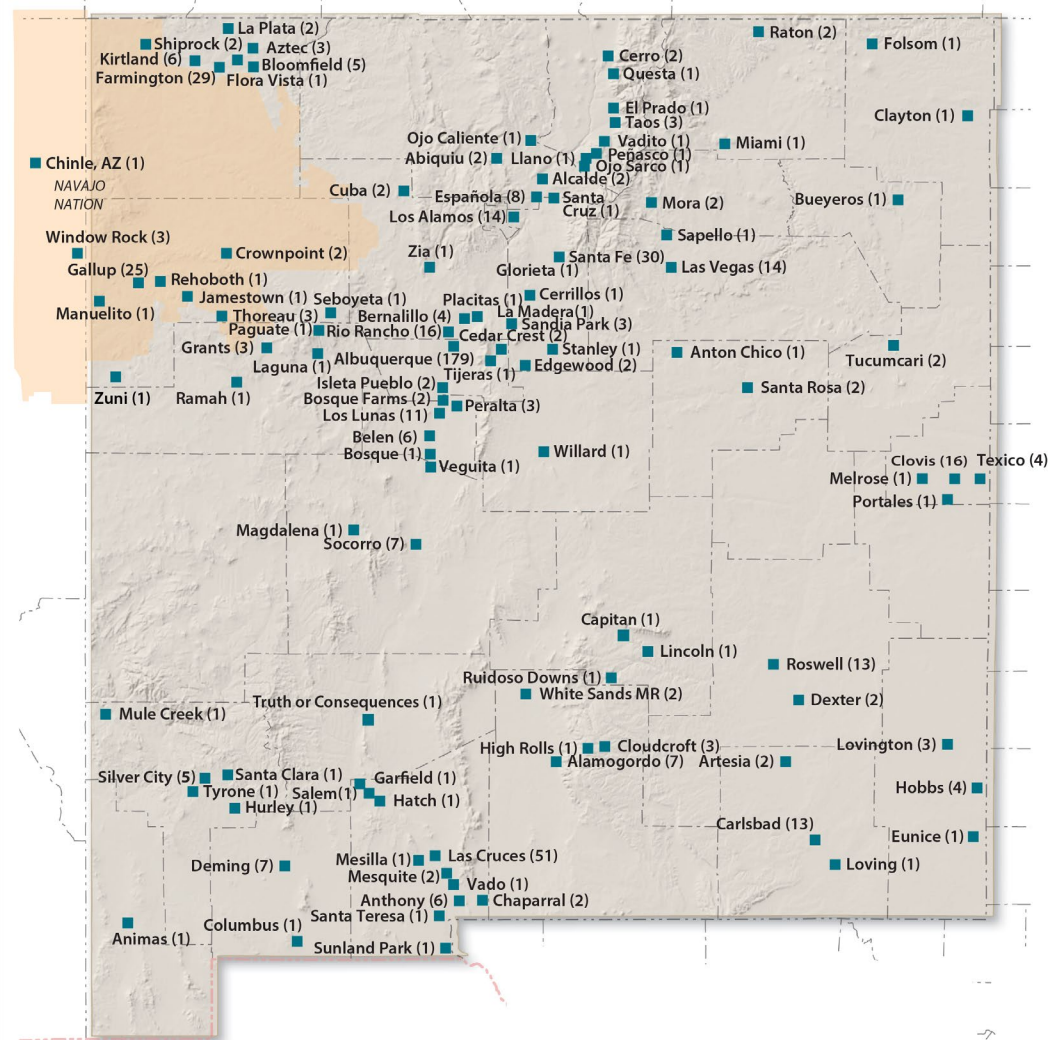 La Plata (2)
Raton (2)
Shiprock (2)
Aztec (3)
Folsom (1)
Kirtland (6)
Bloomfield (5)
Cerro (2)
Farmington (29)
Flora Vista (1)
Questa (1)
El Prado (1)
Taos (3)
Clayton (1)
Ojo Caliente (1)
Vadito (1)
Miami (1)
Abiquiu (2)
Llano (1)
Peñasco (1)
Chinle, AZ (1)
Ojo Sarco (1)
Alcalde (2)
NAVAJO
NATION
Cuba (2)
Española (8)
Santa
Cruz (1)
Mora (2)
Bueyeros (1)
Los Alamos (14)
Window Rock (3)
Sapello (1)
Crownpoint (2)
Zia (1)
Santa Fe (30)
Gallup (25)
Glorieta (1)
Las Vegas (14)
Rehoboth (1)
Jamestown (1)
Seboyeta (1)
Placitas (1)
Cerrillos (1)
Manuelito (1)
Thoreau (3)
Bernalillo (4)
La Madera(1)
Paguate (1)
Rio Rancho (16)
Sandia Park (3)
Cedar Crest (2)
Grants (3)
Stanley (1)
Anton Chico (1)
Laguna (1)
Albuquerque (179)
Edgewood (2)
Tucumcari (2)
Tijeras (1)
Isleta Pueblo (2)
Santa Rosa (2)
Zuni (1)
Ramah (1)
Bosque Farms (2)
Peralta (3)
Los Lunas (11)
Belen (6)
Bosque (1)
Willard (1)
Veguita (1)
Clovis (16)
Texico (4)
Melrose (1)
Portales (1)
Magdalena (1)
Socorro (7)
Capitan (1)
Lincoln (1)
Roswell (13)
Ruidoso Downs (1)
White Sands MR (2)
Dexter (2)
Truth or Consequences (1)
Mule Creek (1)
High Rolls (1)
Cloudcroft (3)
Lovington (3)
Alamogordo (7)
Artesia (2)
Silver City (5)
Santa Clara (1)
Garfield (1)
Tyrone (1)
Salem(1)
Hatch (1)
Hobbs (4)
Hurley (1)
Carlsbad (13)
Eunice (1)
Mesilla (1)
Las Cruces (51)
Deming (7)
Loving (1)
Mesquite (2)
Vado (1)
Anthony (6)
Chaparral (2)
Santa Teresa (1)
Columbus (1)
Animas (1)
Sunland Park (1)